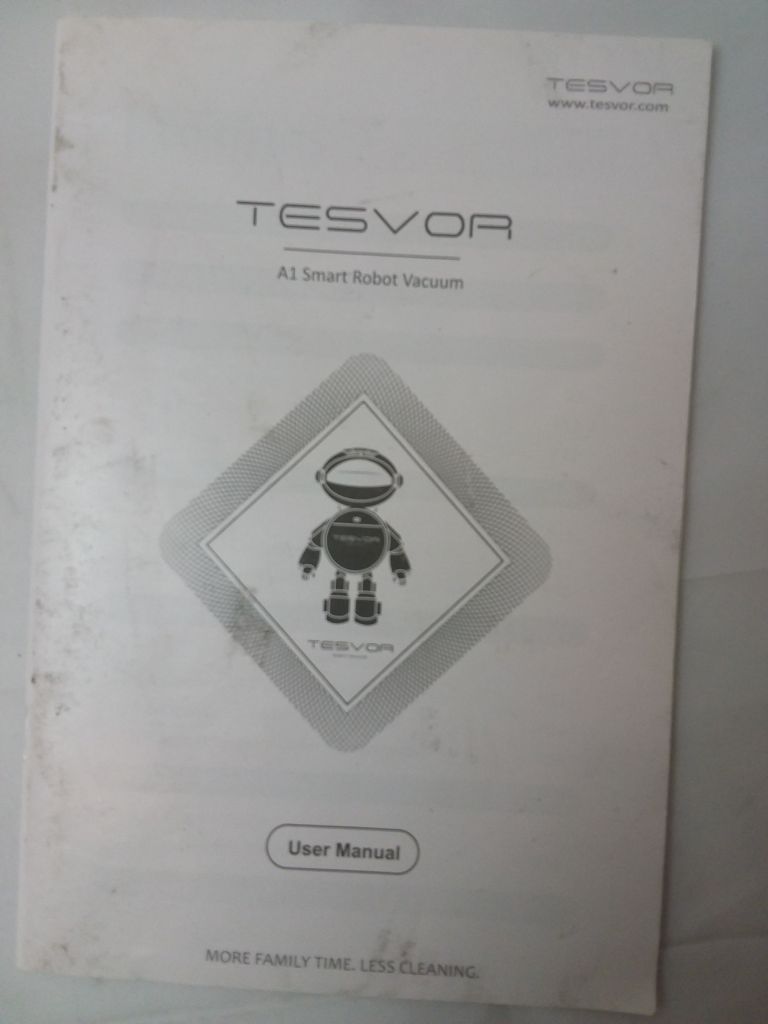 TESVOR
www.tesvor.com
TESVOR
A1 Smart Robot Vacuum
TESVOR
TESVOR
User Manual
MORE FAMILY TIME. LESS CLEANING.